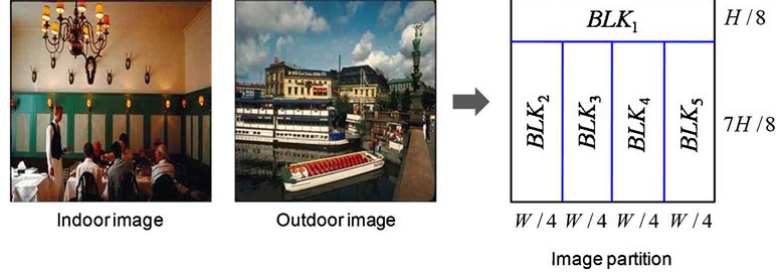 BLK₁
H / 8
BLK₂
BLK₃
BLK₄
BLK₅
7H / 8
W / 4 W / 4 W / 4 W / 4
Indoor image
Outdoor image
Image partition